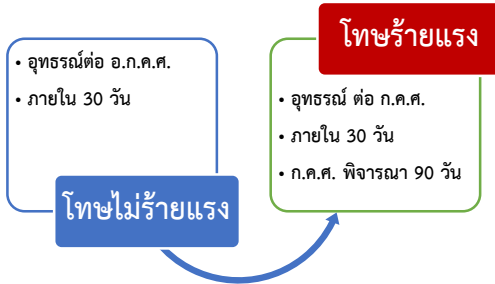 • อุทธรณ์ต่อ อ.ก.ค.ศ.
• ภายใน 30 วัน
โทษไม่ร้ายแรง
โทษร้ายแรง
• อุทธรณ์ ต่อ ก.ค.ศ.
• ภายใน 30 วัน
• ก.ค.ศ. พิจารณา 90 วัน